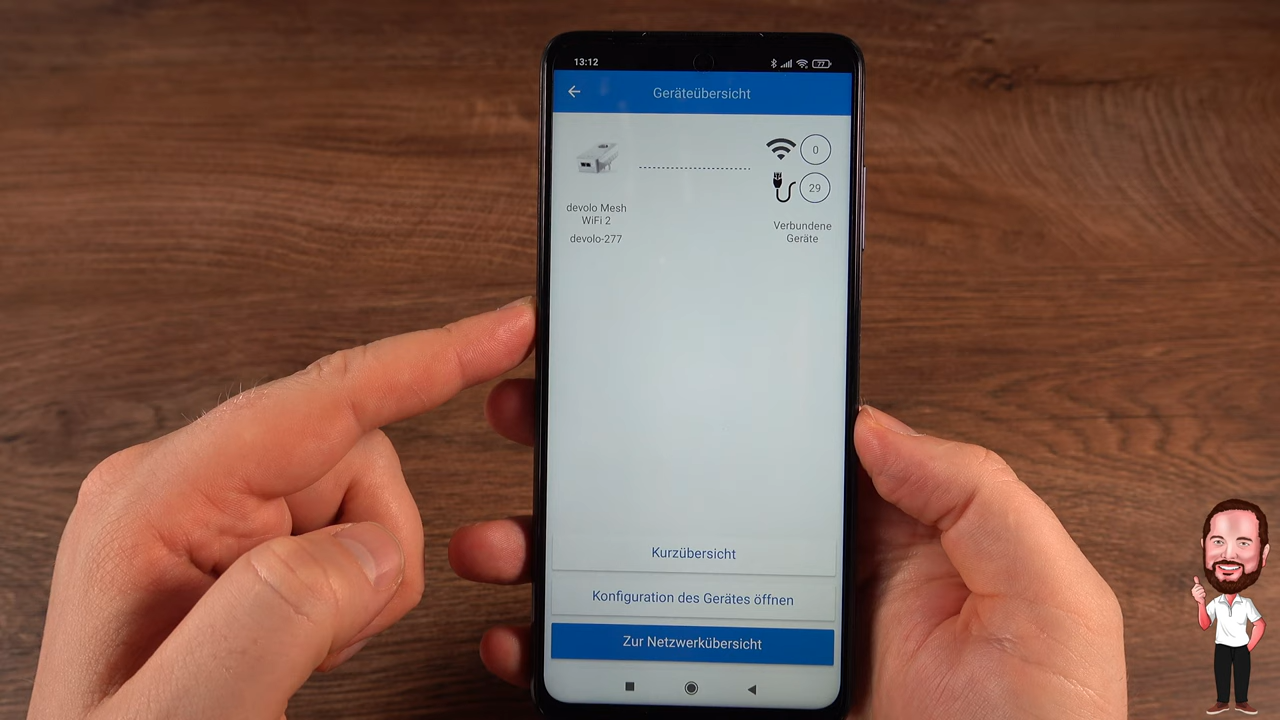 13:12
77
Geräteübersicht
0
29
devolo Mesh
WiFi 2
devolo-277
Verbundene
Geräte
Kurzübersicht
Konfiguration des Gerätes öffnen
Zur Netzwerkübersicht